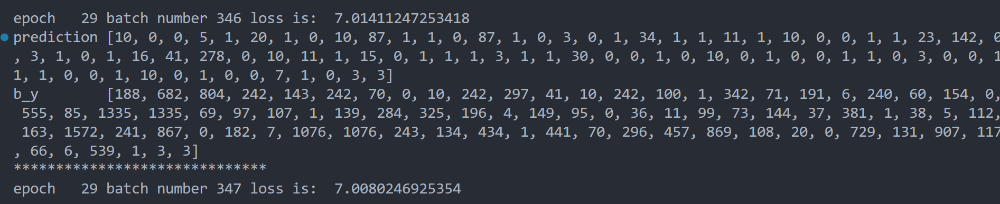 epoch   29 batch number 346 loss is:  7.01411247253418
prediction [10, 0, 0, 5, 1, 20, 1, 0, 10, 87, 1, 1, 0, 87, 1, 0, 3, 0, 1, 34, 1, 1, 11, 1, 10, 0, 0, 1, 1, 23, 142, 0
, 3, 1, 0, 1, 16, 41, 278, 0, 10, 11, 1, 15, 0, 1, 1, 1, 3, 1, 1, 30, 0, 0, 1, 0, 10, 0, 1, 0, 0, 1, 1, 0, 3, 0, 0, 1
1, 1, 0, 0, 1, 10, 0, 1, 0, 0, 7, 1, 0, 3, 3]
b_y        [188, 682, 804, 242, 143, 242, 70, 0, 10, 242, 297, 41, 10, 242, 100, 1, 342, 71, 191, 6, 240, 60, 154, 0,
 555, 85, 1335, 1335, 69, 97, 107, 1, 139, 284, 325, 196, 4, 149, 95, 0, 36, 11, 99, 73, 144, 37, 381, 1, 38, 5, 112,
 163, 1572, 241, 867, 0, 182, 7, 1076, 1076, 243, 134, 434, 1, 441, 70, 296, 457, 869, 108, 20, 0, 729, 131, 907, 117
, 66, 6, 539, 1, 3, 3]
******************************
epoch   29 batch number 347 loss is:  7.0080246925354